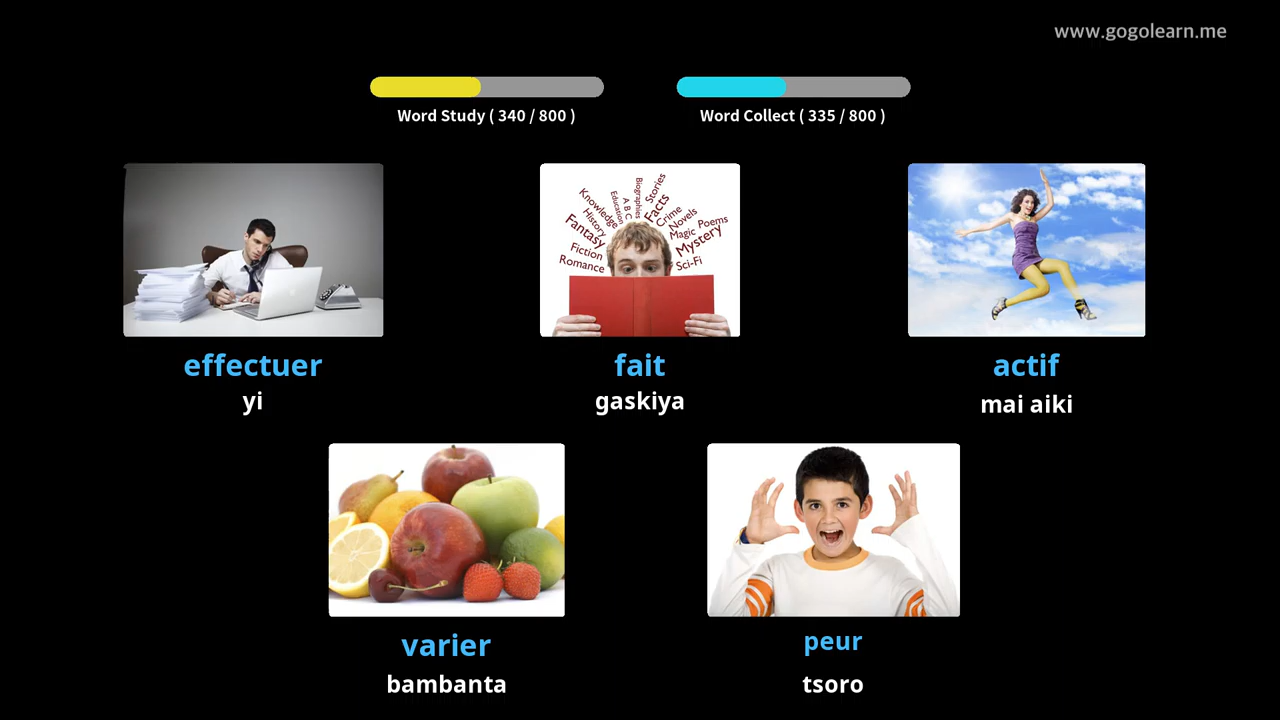 www.gogolearn.me
Word Study ( 340 / 800 )
Word Collect ( 335 / 800 )
Knowledge
History
Fantasy
Fiction
Romance
Education
A B C
Biographies
Stories
Facts
Crime
Novels
Magic
Poems
Mystery
Sci-Fi
effectuer
yi
fait
gaskiya
actif
mai aiki
varier
bambanta
peur
tsoro